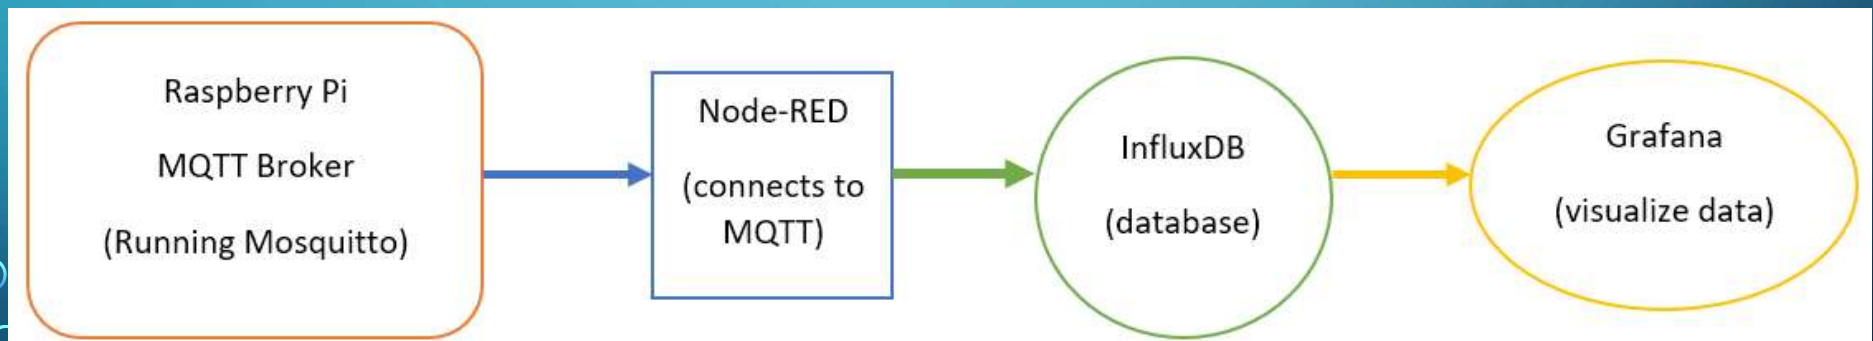 Raspberry Pi
MQTT Broker
(Running Mosquitto)
Node-RED
(connects to
MQTT)
InfluxDB
(database)
Grafana
(visualize data)